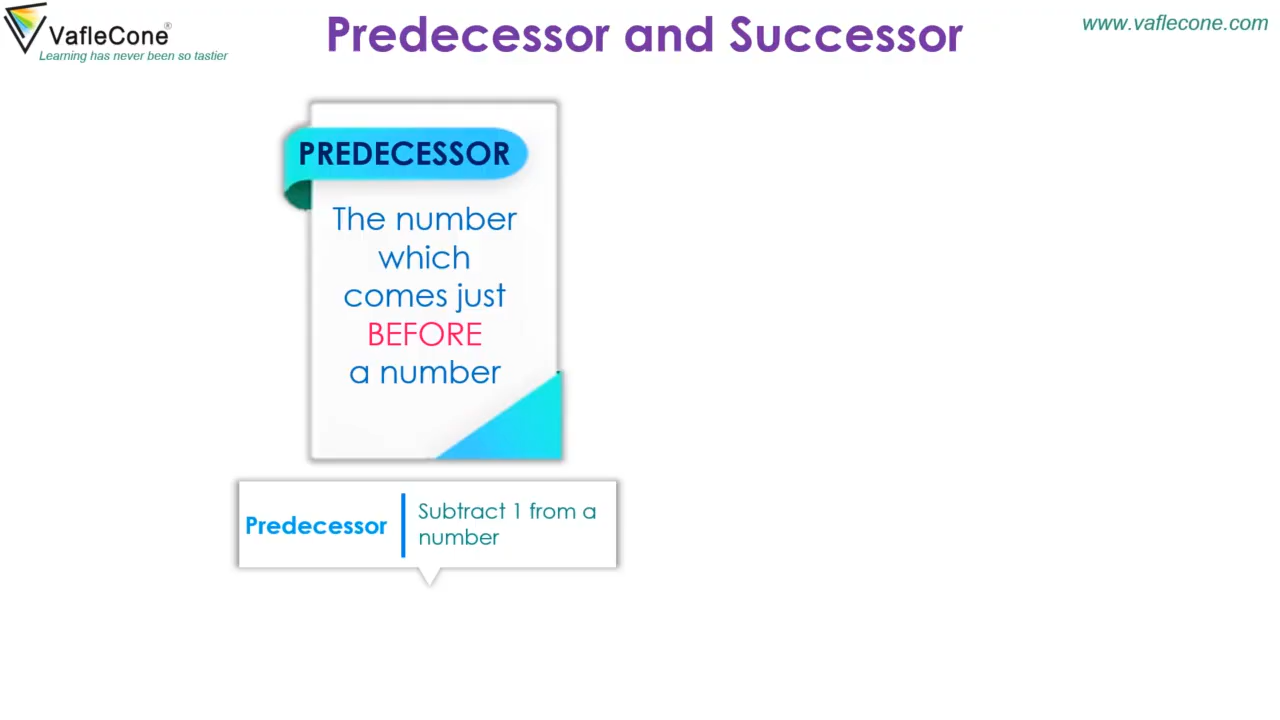 VafleCone®
Learning has never been so tastier
Predecessor and Successor
www.vaflecone.com
PREDECESSOR
The number
which
comes just
BEFORE
a number
Predecessor
Subtract 1 from a
number